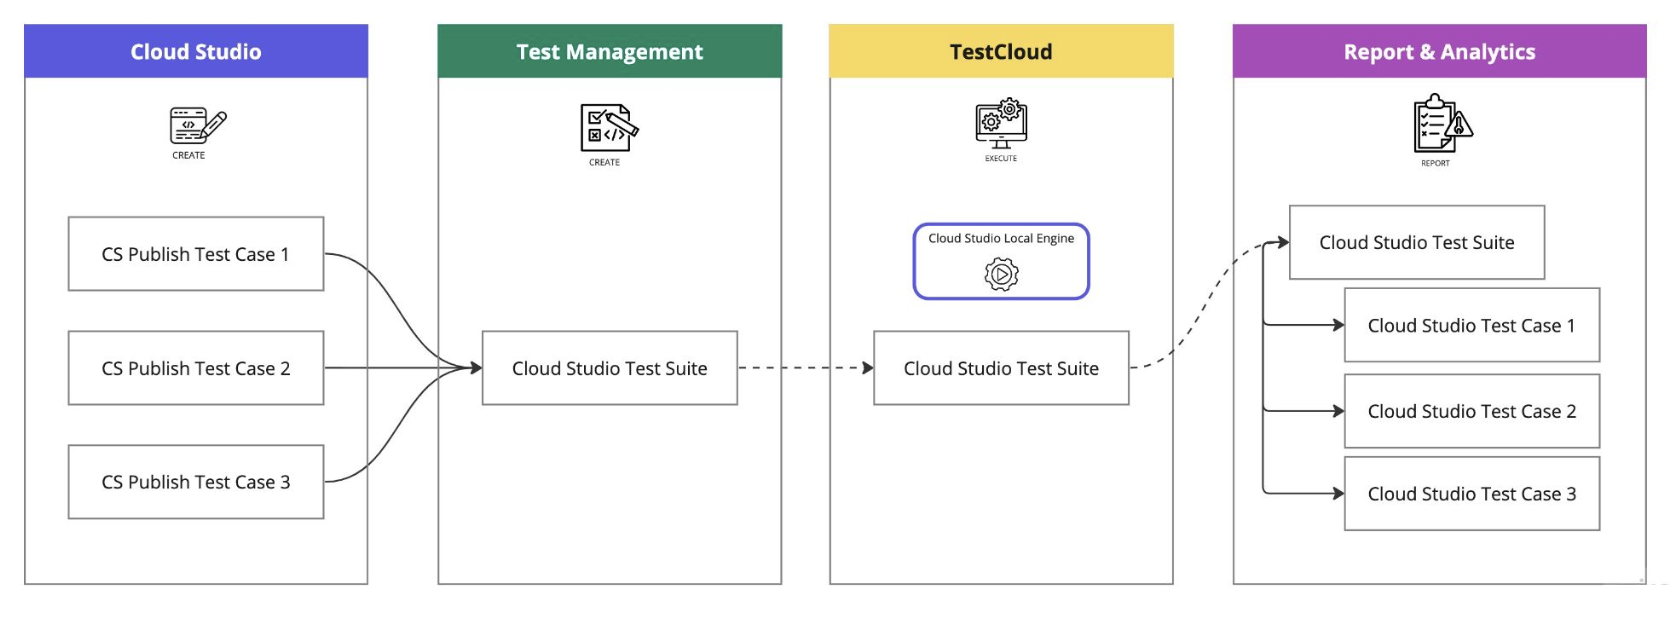 Cloud Studio
CREATE
CS Publish Test Case 1
CS Publish Test Case 2
CS Publish Test Case 3
Test Management
CREATE
Cloud Studio Test Suite
TestCloud
EXECUTE
Cloud Studio Local Engine
Cloud Studio Test Suite
Report & Analytics
REPORT
Cloud Studio Test Suite
Cloud Studio Test Case 1
Cloud Studio Test Case 2
Cloud Studio Test Case 3